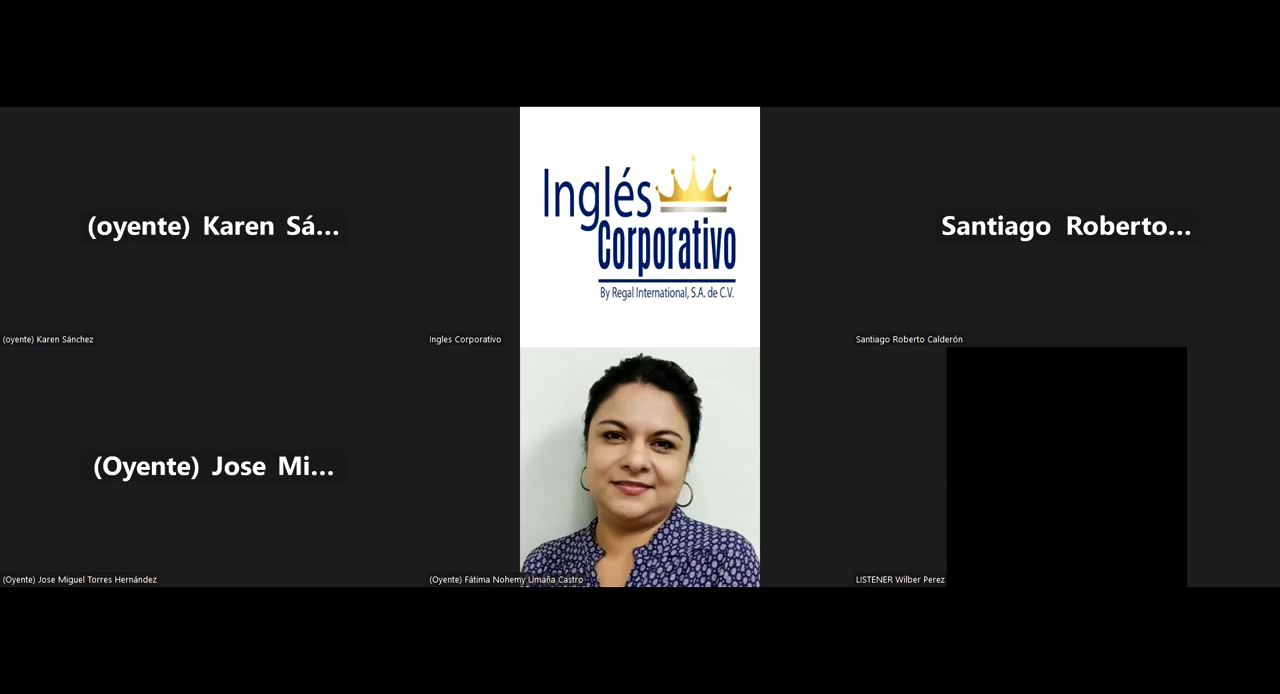 (oyente) Karen Sá...
Inglés
Corporativo
By Regal International, S.A. de C.V.
Santiago Roberto...
(oyente) Karen Sánchez
Ingles Corporativo
Santiago Roberto Calderón
(Oyente) Jose Mi...
(Oyente) Jose Miguel Torres Hernández
(Oyente) Fátima Nohemy Umaña Castro
LISTENER Wilber Perez